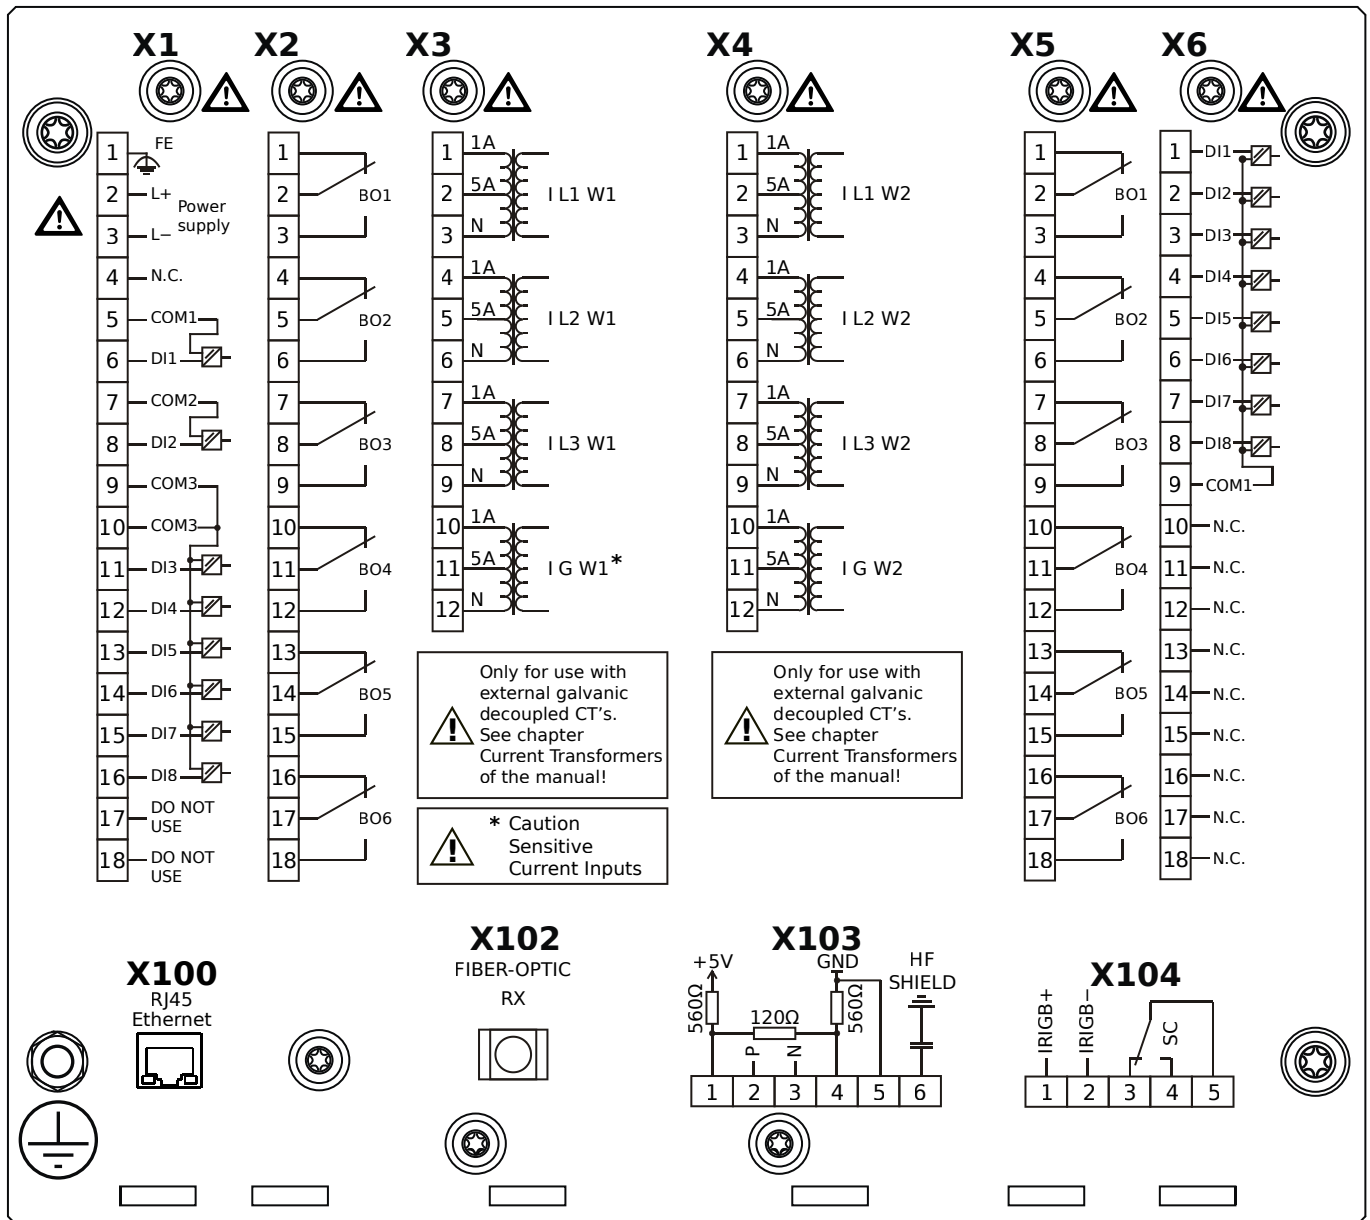 X1
X2
X3
X4
X5
X6
1 FE
2 L+
Power
supply
3 L−
4 N.C.
5 COM1
6 DI1
7 COM2
8 DI2
9 COM3
10 COM3
11 DI3
12 DI4
13 DI5
14 DI6
15 DI7
16 DI8
17 DO NOT
USE
18 DO NOT
USE
1
2 BO1
3
4
5 BO2
6
7
8 BO3
9
10
11 BO4
12
13
14 BO5
15
16
17 BO6
18
1 1A
2 5A I L1 W1
3 N
4 1A
5 5A I L2 W1
6 N
7 1A
8 5A I L3 W1
9 N
10 1A
11 5A I G W1*
12 N
Only for use with
external galvanic
decoupled CT's.
See chapter
Current Transformers
of the manual!
* Caution
Sensitive
Current Inputs
1 1A
2 5A I L1 W2
3 N
4 1A
5 5A I L2 W2
6 N
7 1A
8 5A I L3 W2
9 N
10 1A
11 5A I G W2
12 N
Only for use with
external galvanic
decoupled CT's.
See chapter
Current Transformers
of the manual!
1
2 BO1
3
4
5 BO2
6
7
8 BO3
9
10
11 BO4
12
13
14 BO5
15
16
17 BO6
18
1 DI1
2 DI2
3 DI3
4 DI4
5 DI5
6 DI6
7 DI7
8 DI8
9 COM1
10 N.C.
11 N.C.
12 N.C.
13 N.C.
14 N.C.
15 N.C.
16 N.C.
17 N.C.
18 N.C.
X100
RJ45
Ethernet
X102
FIBER-OPTIC
RX
X103
+5V GND HF
SHIELD
560Ω 120Ω 560Ω
P N
1 2 3 4 5 6
X104
IRIGB+ IRIGB− SC
1 2 3 4 5